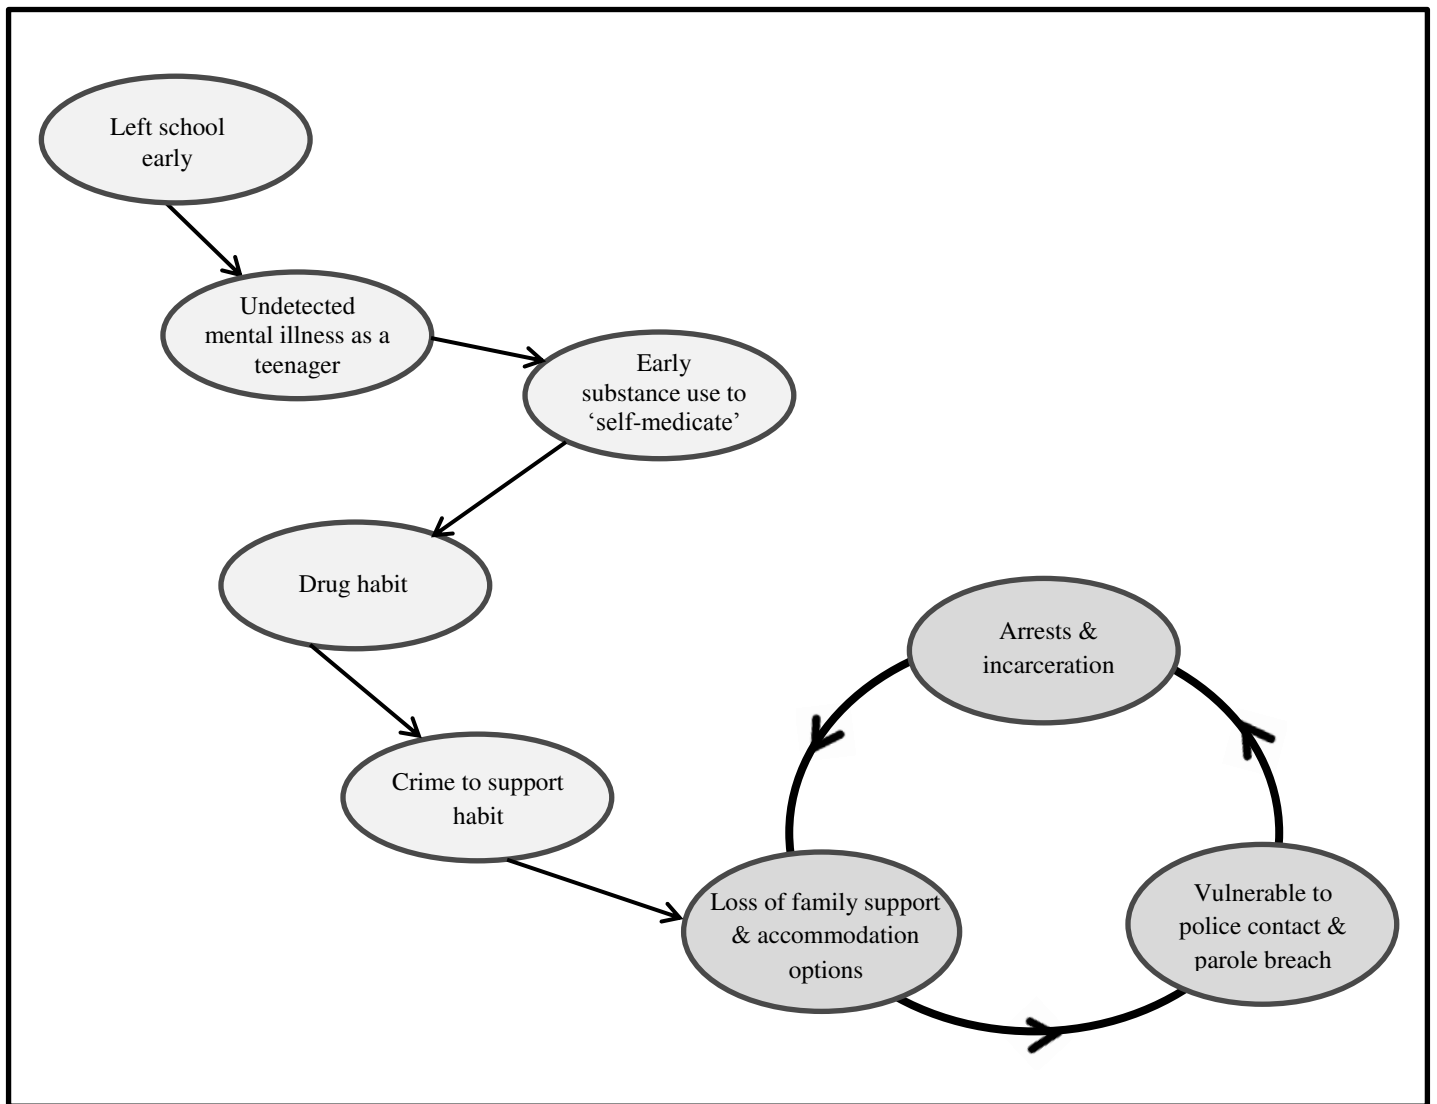 Left school
early
Undetected
mental illness as a
teenager
Early
substance use to
‘self-medicate’
Drug habit
Crime to support
habit
Arrests &
incarceration
Loss of family support
& accommodation
options
Vulnerable to
police contact &
parole breach